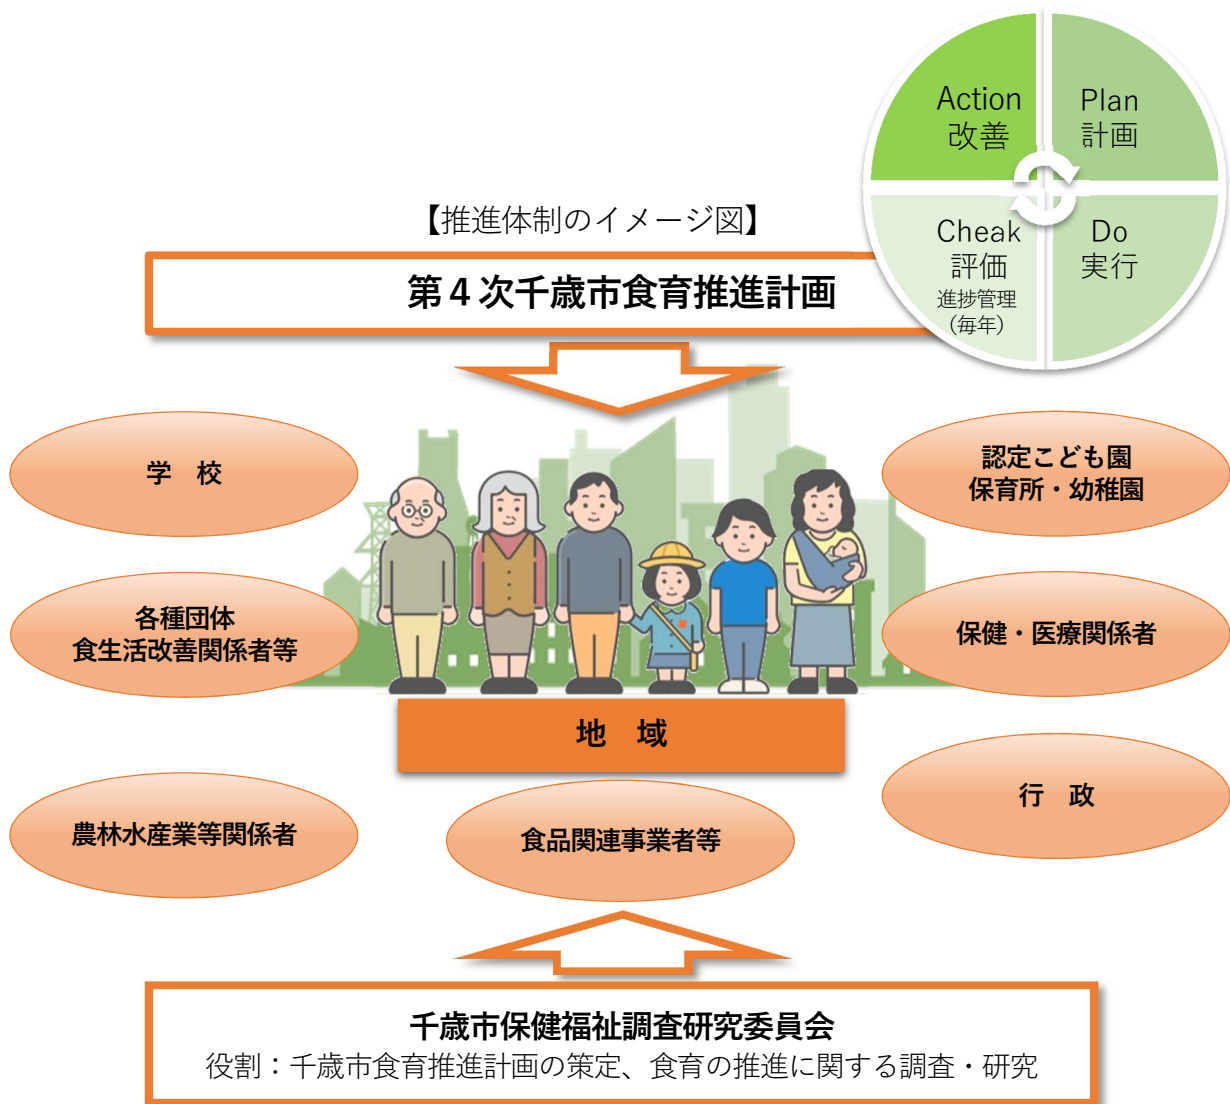 Action
改善
Plan
計画
Cheak
評価
進捗管理
（毎年）
Do
実行
【推進体制のイメージ図】
第４次千歳市食育推進計画
学　校
認定こども園
保育所・幼稚園
各種団体
食生活改善関係者等
保健・医療関係者
地　域
行　政
農林水産業等関係者
食品関連事業者等
千歳市保健福祉調査研究委員会
役割：千歳市食育推進計画の策定、食育の推進に関する調査・研究